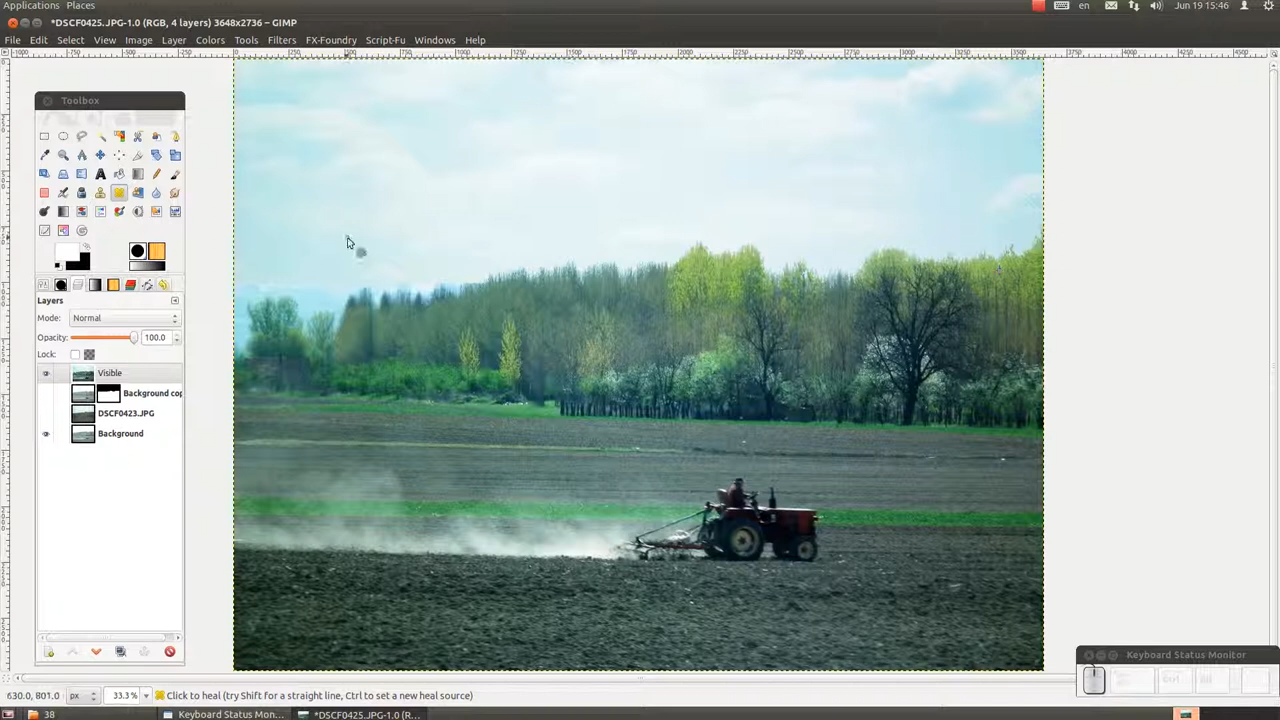 Applications Places
en
Jun 19 15:46
*DSCF0425.JPG-1.0 (RGB, 4 layers) 3648x2736 – GIMP
File Edit Select View Image Layer Colors Tools Filters FX-Foundry Script-Fu Windows Help
Toolbox
Layers
Mode: Normal
Opacity: 100.0
Lock:
Visible
Background cop
DSCF0423.JPG
Background
Keyboard Status Monitor
630.0, 801.0 px 33.3% Click to heal (try Shift for a straight line, Ctrl to set a new heal source)
38 Keyboard Status Mon... *DSCF0425.JPG-1.0 (R...